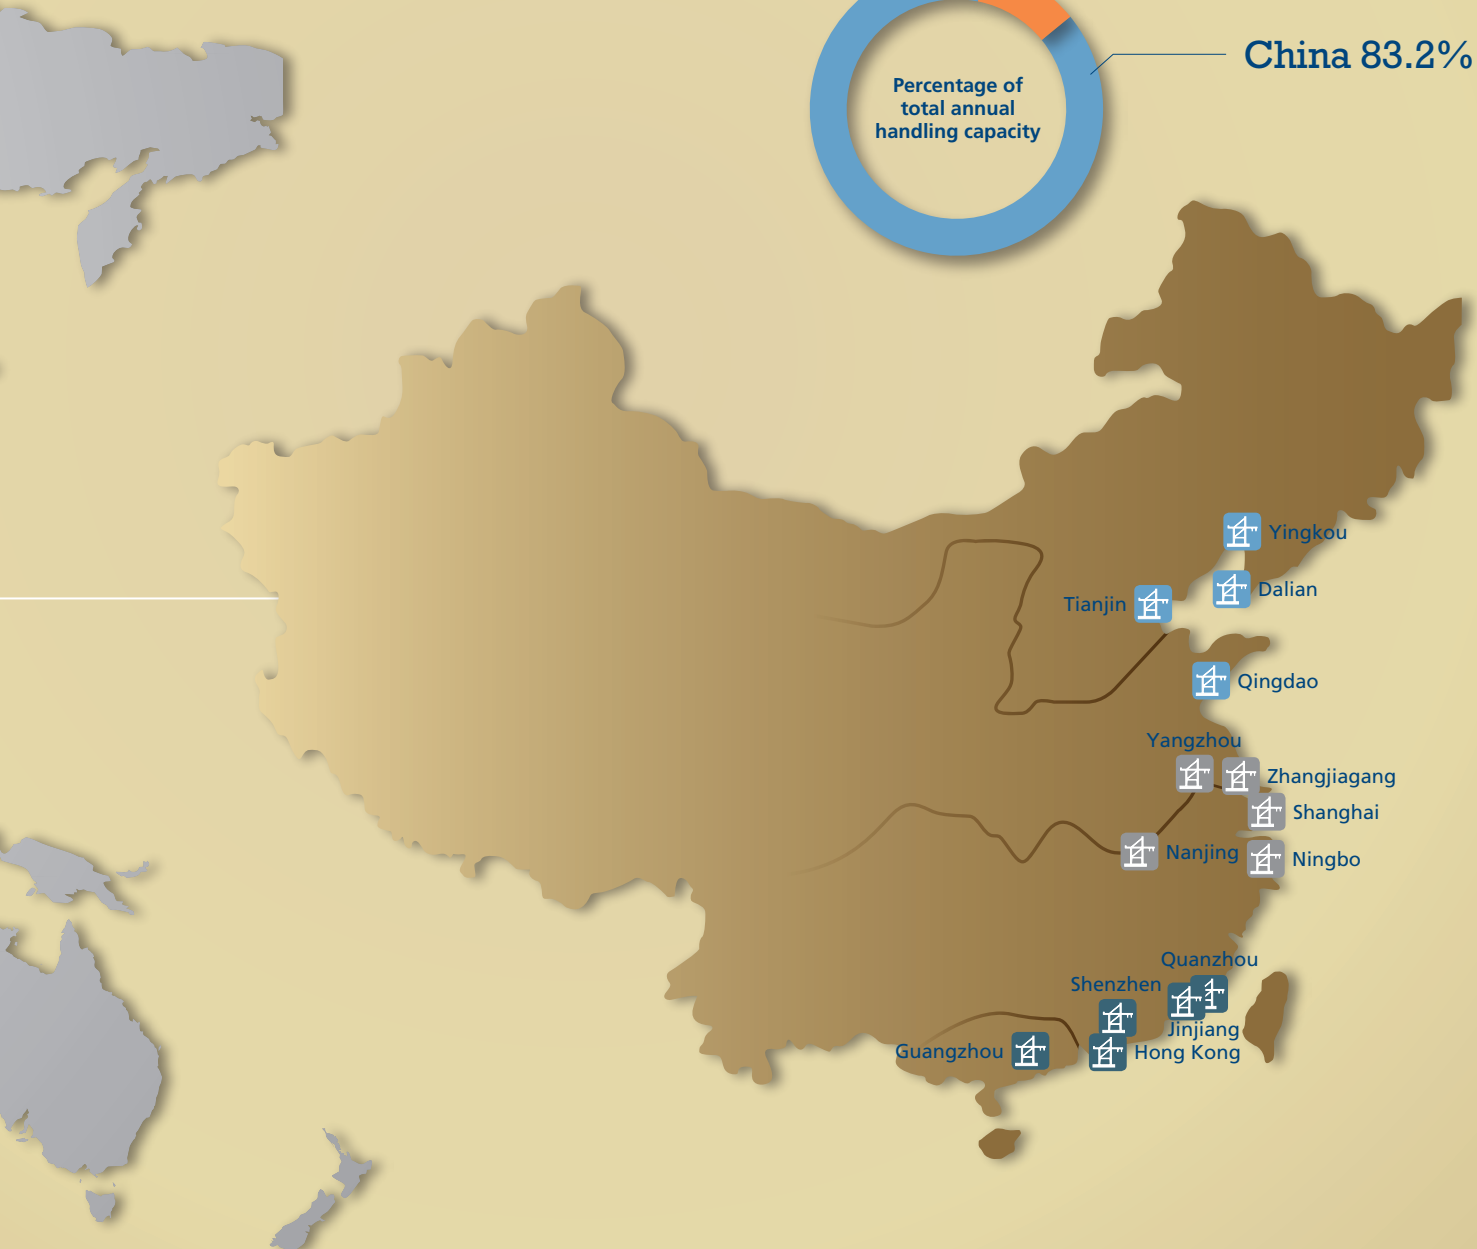 China 83.2%
Percentage of
total annual
handling capacity
Yingkou
Dalian
Tianjin
Qingdao
Yangzhou
Zhangjiagang
Shanghai
Nanjing
Ningbo
Quanzhou
Shenzhen
Jinjiang
Guangzhou
Hong Kong